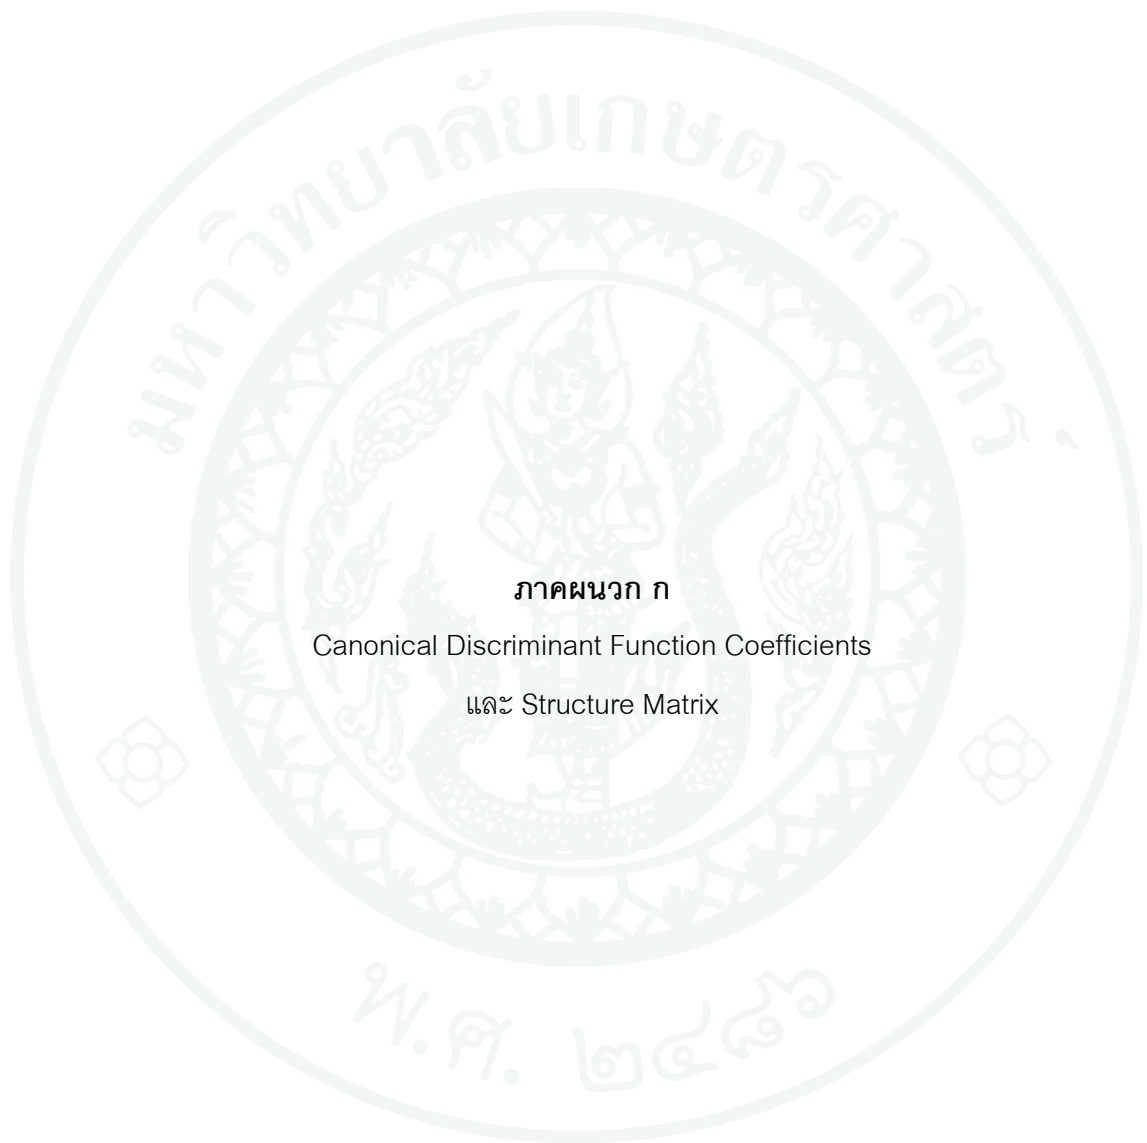 มหาวิทยาลัยเกษตรศาสตร์
ภาคผนวก ก
Canonical Discriminant Function Coefficients
และ Structure Matrix
พ.ศ. ๒๔๘๖